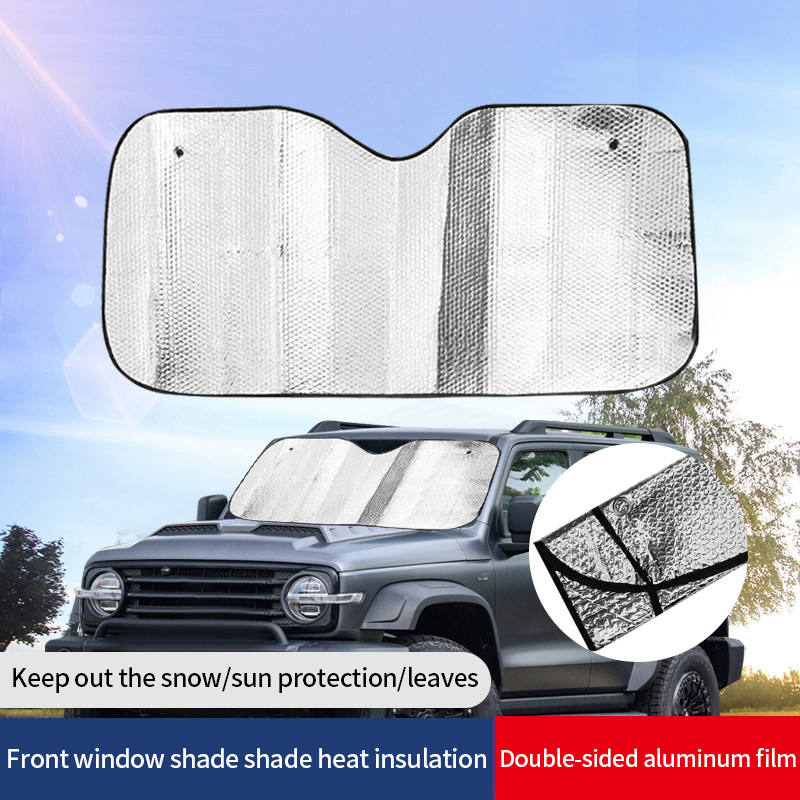 Keep out the snow/sun protection/leaves
Front window shade shade heat insulation
Double-sided aluminum film